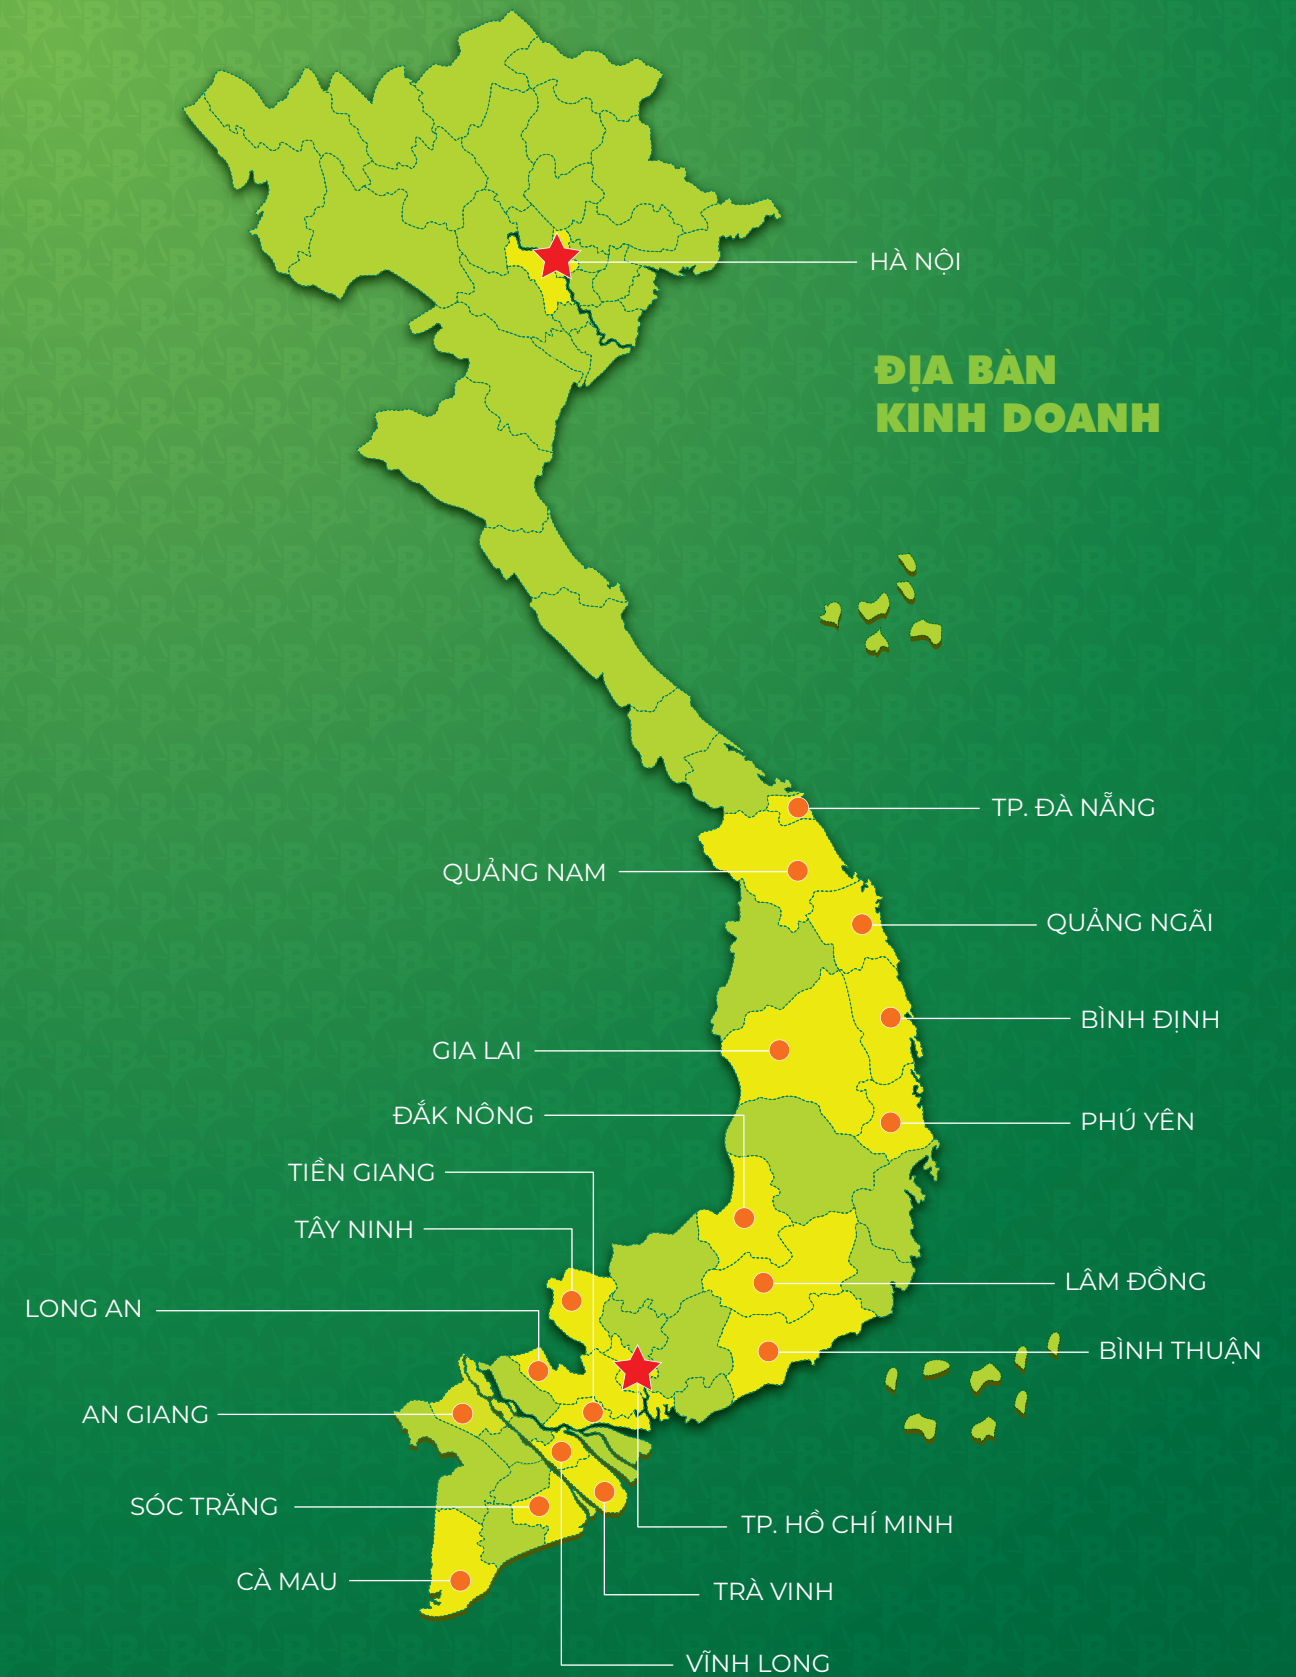 HÀ NỘI
ĐỊA BÀN
KINH DOANH
TP. ĐÀ NẴNG
QUẢNG NAM
QUẢNG NGÃI
BÌNH ĐỊNH
GIA LAI
ĐẮK NÔNG
PHÚ YÊN
TIỀN GIANG
TÂY NINH
LÂM ĐỒNG
LONG AN
BÌNH THUẬN
AN GIANG
SÓC TRĂNG
TP. HỒ CHÍ MINH
CÀ MAU
TRÀ VINH
VĨNH LONG